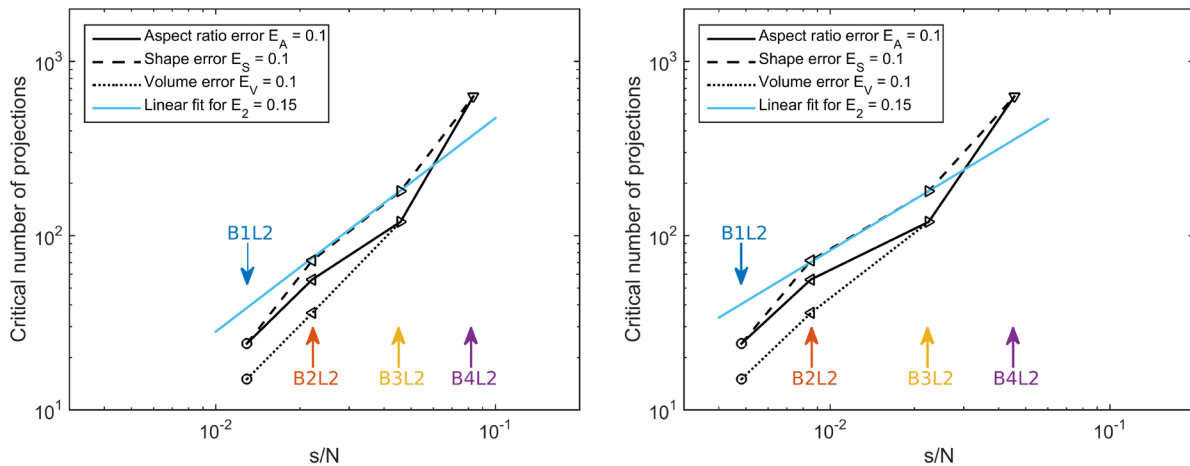 Critical number of projections
10^3
10^2
10^1
Aspect ratio error E_A = 0.1
Shape error E_S = 0.1
Volume error E_V = 0.1
Linear fit for E_2 = 0.15
B1L2
B2L2
B3L2
B4L2
10^-2
10^-1
s/N
Critical number of projections
10^3
10^2
10^1
Aspect ratio error E_A = 0.1
Shape error E_S = 0.1
Volume error E_V = 0.1
Linear fit for E_2 = 0.15
B1L2
B2L2
B3L2
B4L2
10^-2
10^-1
s/N